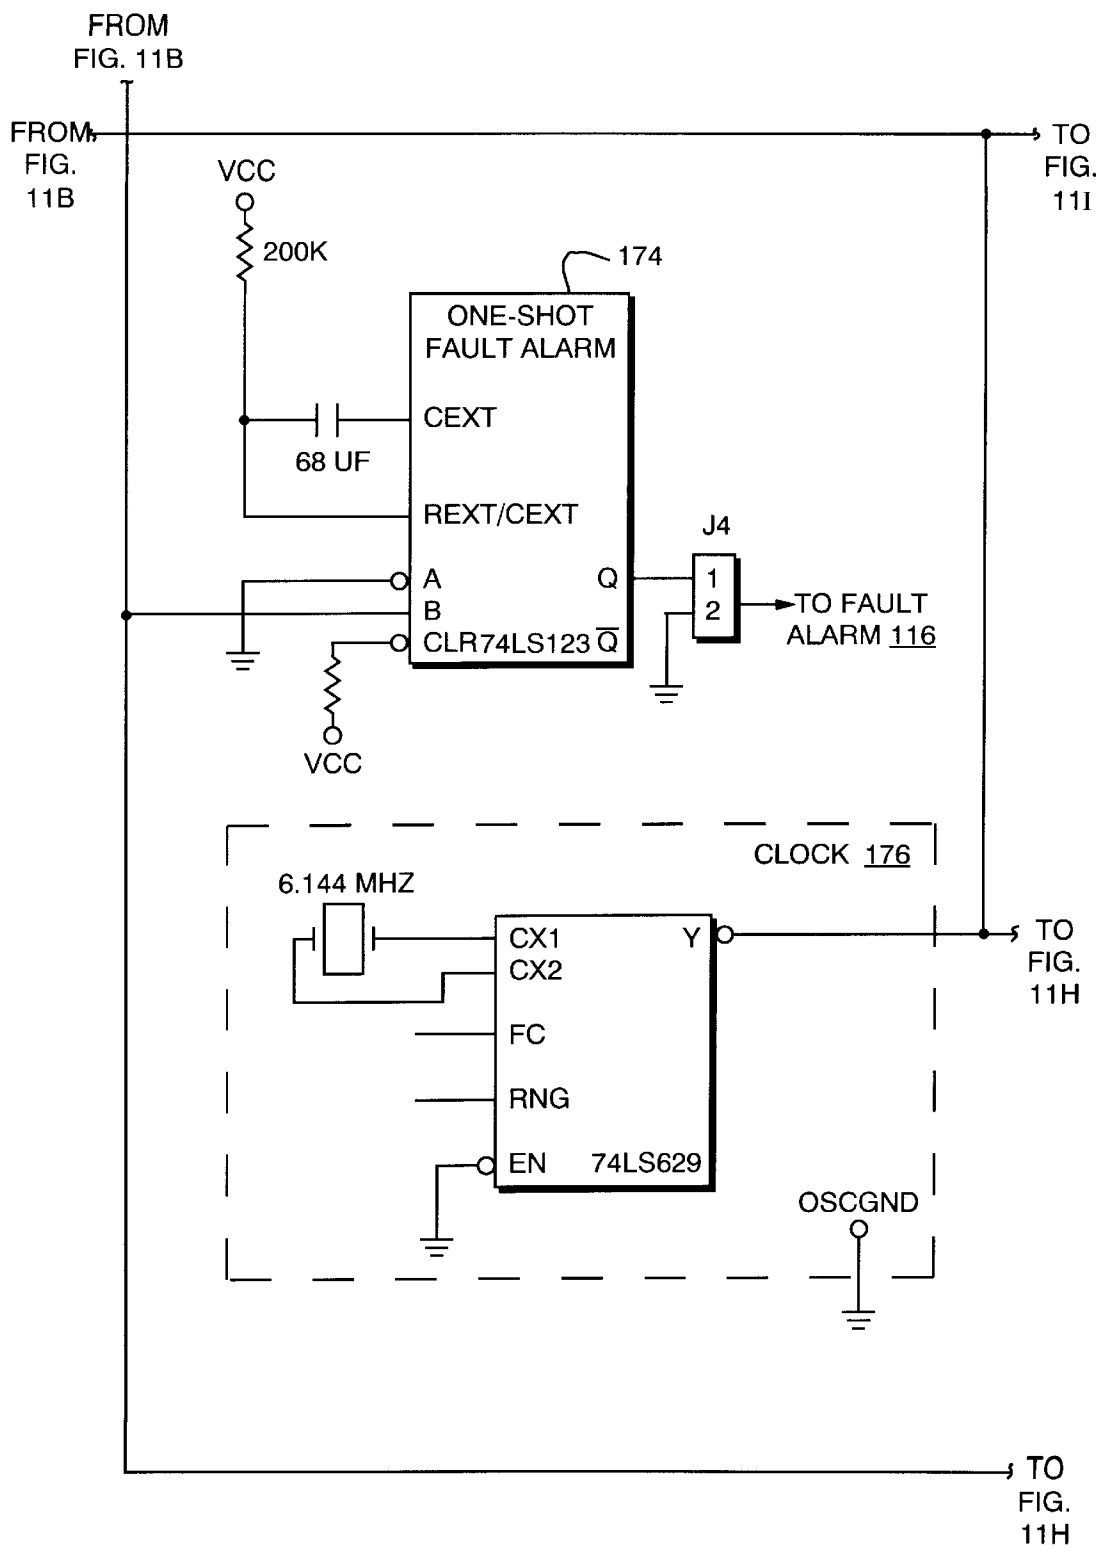 FROM
FIG. 11B
FROM
FIG.
11B
TO
FIG.
11I
VCC
200K
174
ONE-SHOT
FAULT ALARM
CEXT
68 UF
REXT/CEXT
J4
A
Q
1
B
2
TO FAULT
ALARM 116
CLR 74LS123 Q̅
VCC
CLOCK 176
6.144 MHZ
CX1
Y
CX2
TO
FIG.
11H
FC
RNG
EN
74LS629
OSCGND
TO
FIG.
11H